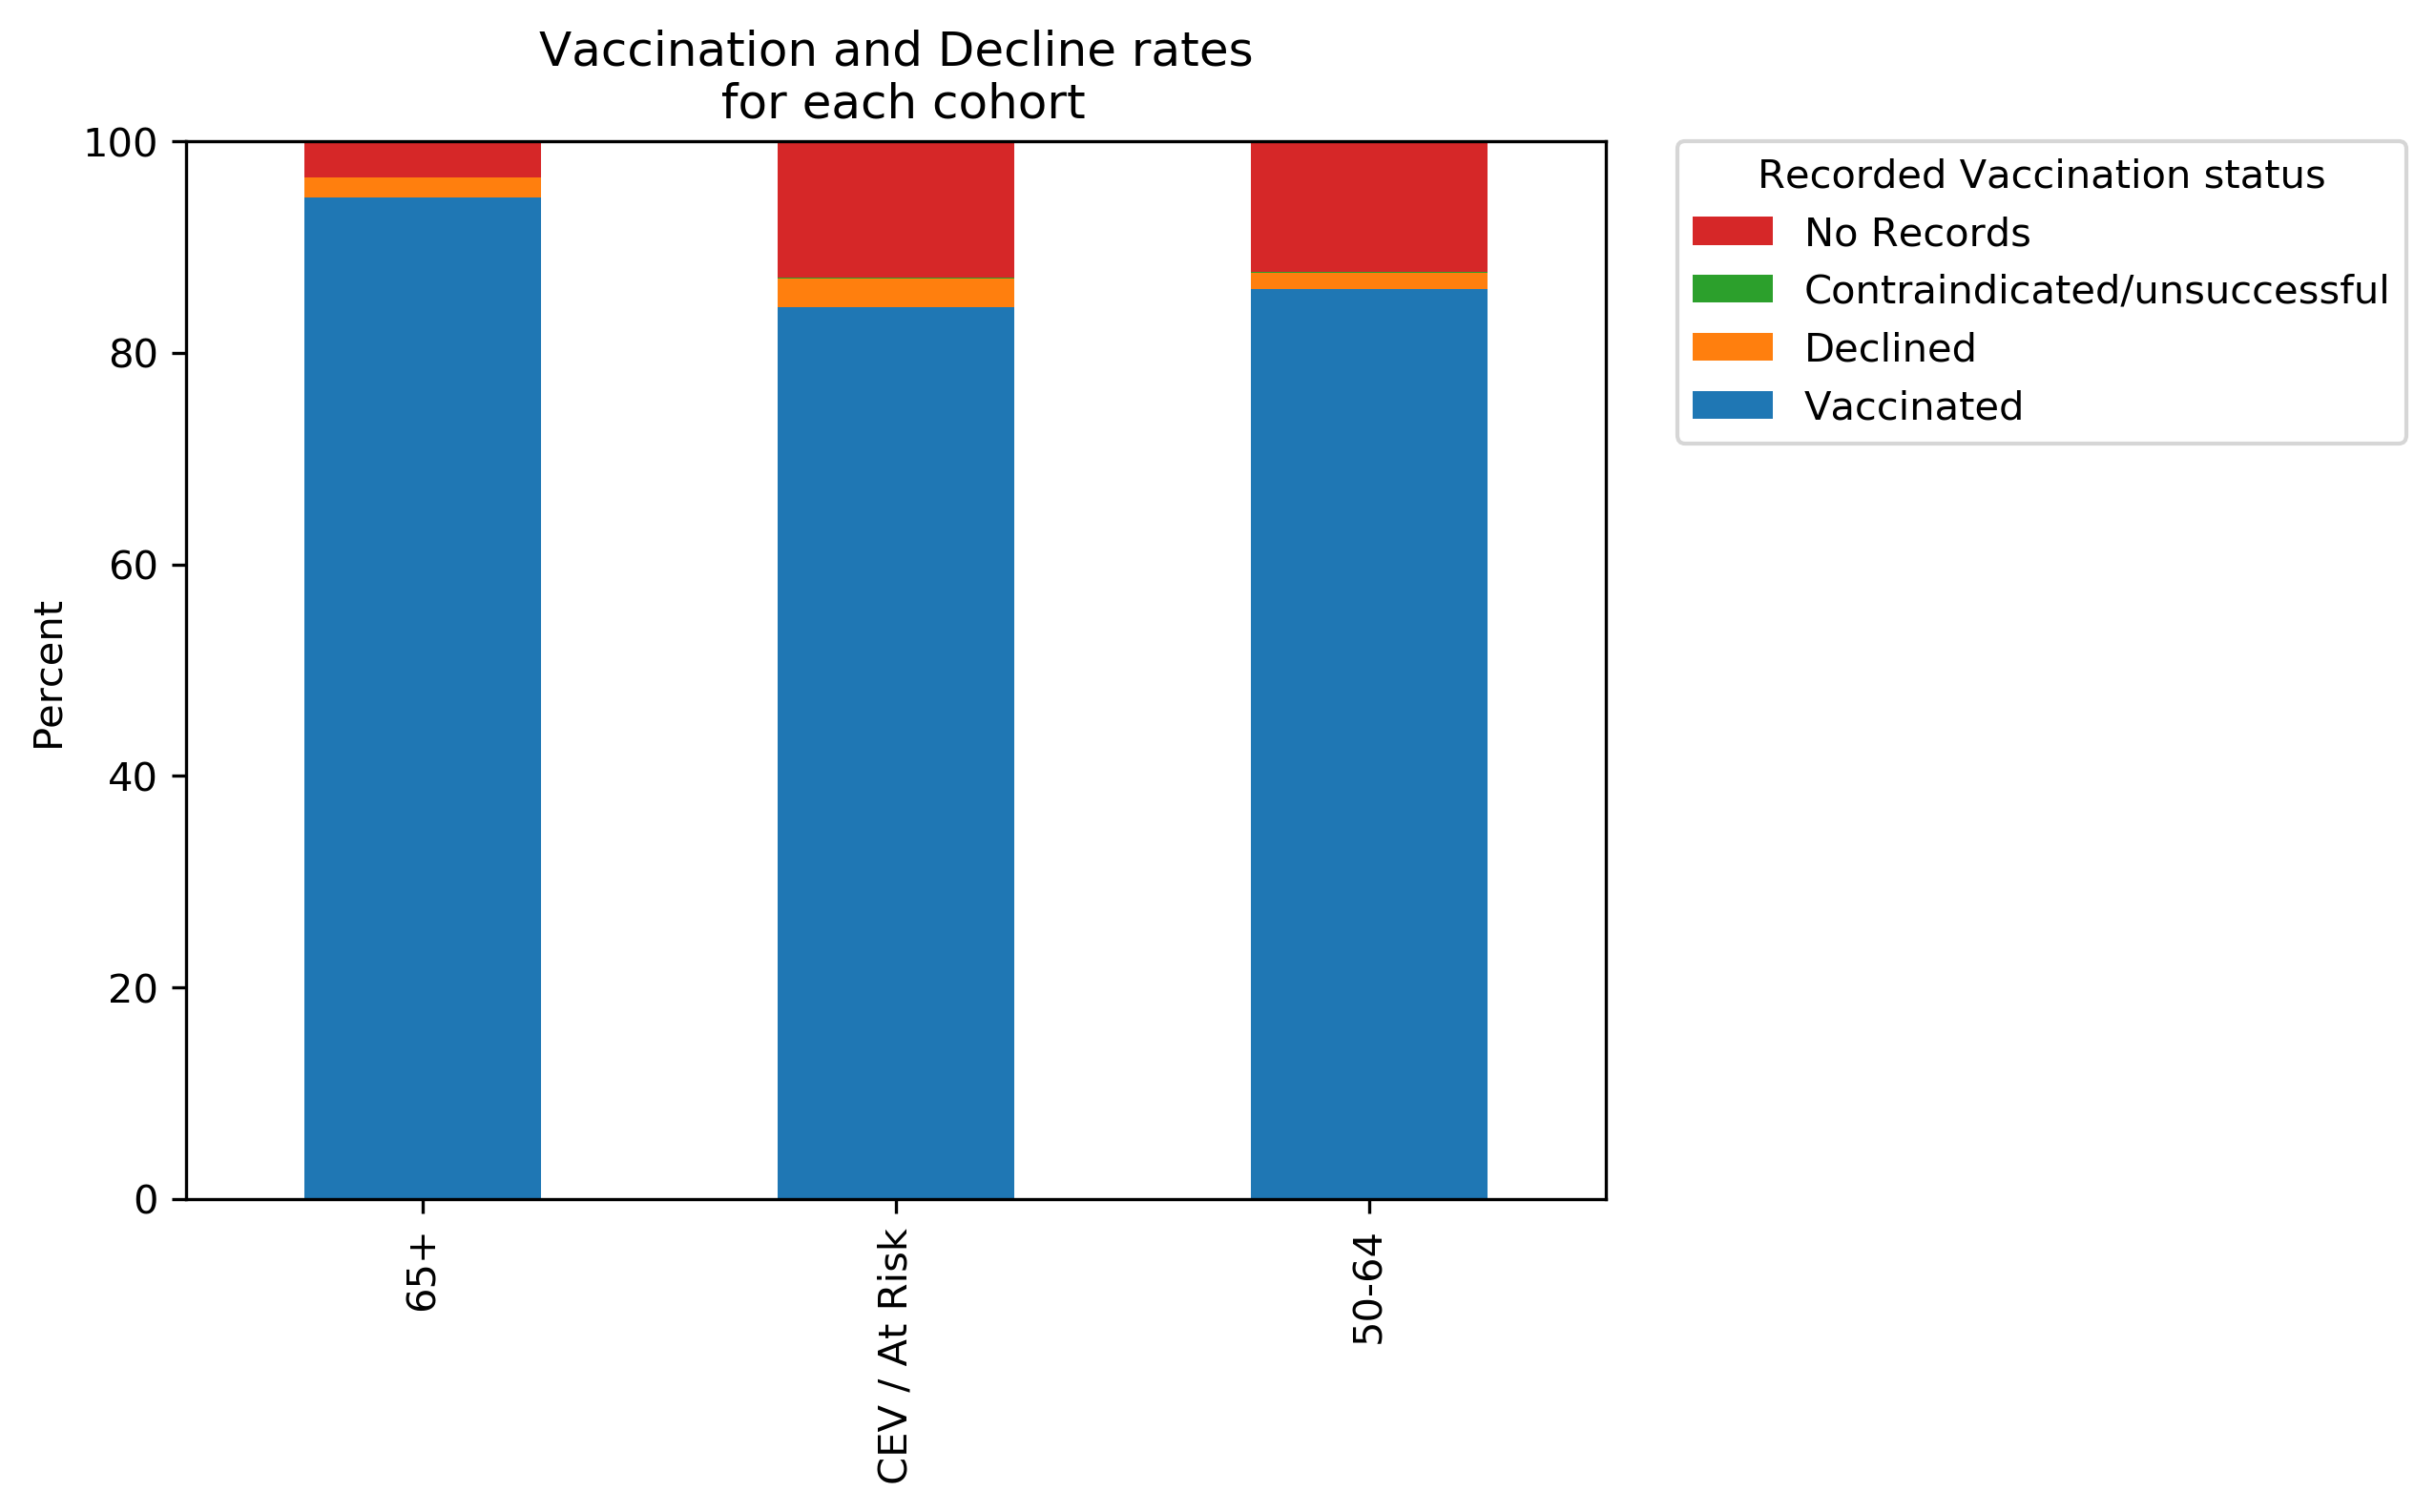 Vaccination and Decline rates
for each cohort
100
80
60
40
20
0
Percent
65+
CEV / At Risk
50-64
Recorded Vaccination status
No Records
Contraindicated/unsuccessful
Declined
Vaccinated